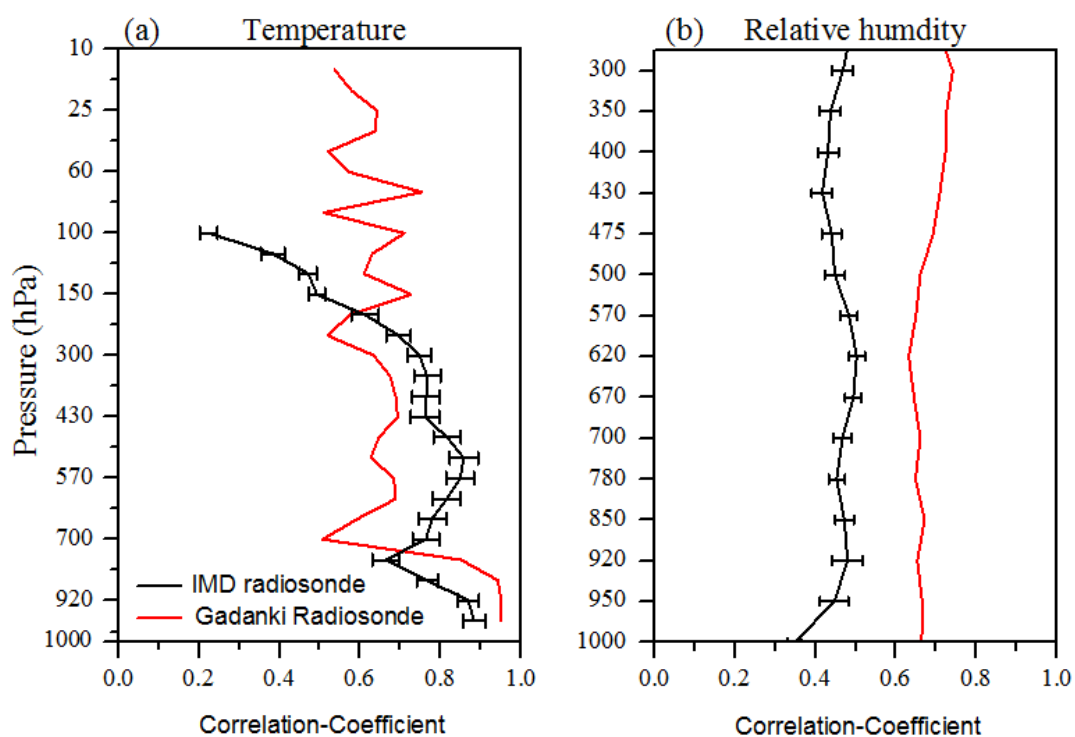 (a) Temperature
(b) Relative humdity
Pressure (hPa)
10
25
60
100
150
300
430
570
700
920
1000
IMD radiosonde
Gadanki Radiosonde
0.0 0.2 0.4 0.6 0.8 1.0
Correlation-Coefficient
300
350
400
430
475
500
570
620
670
700
780
850
920
950
1000
0.0 0.2 0.4 0.6 0.8 1.0
Correlation-Coefficient